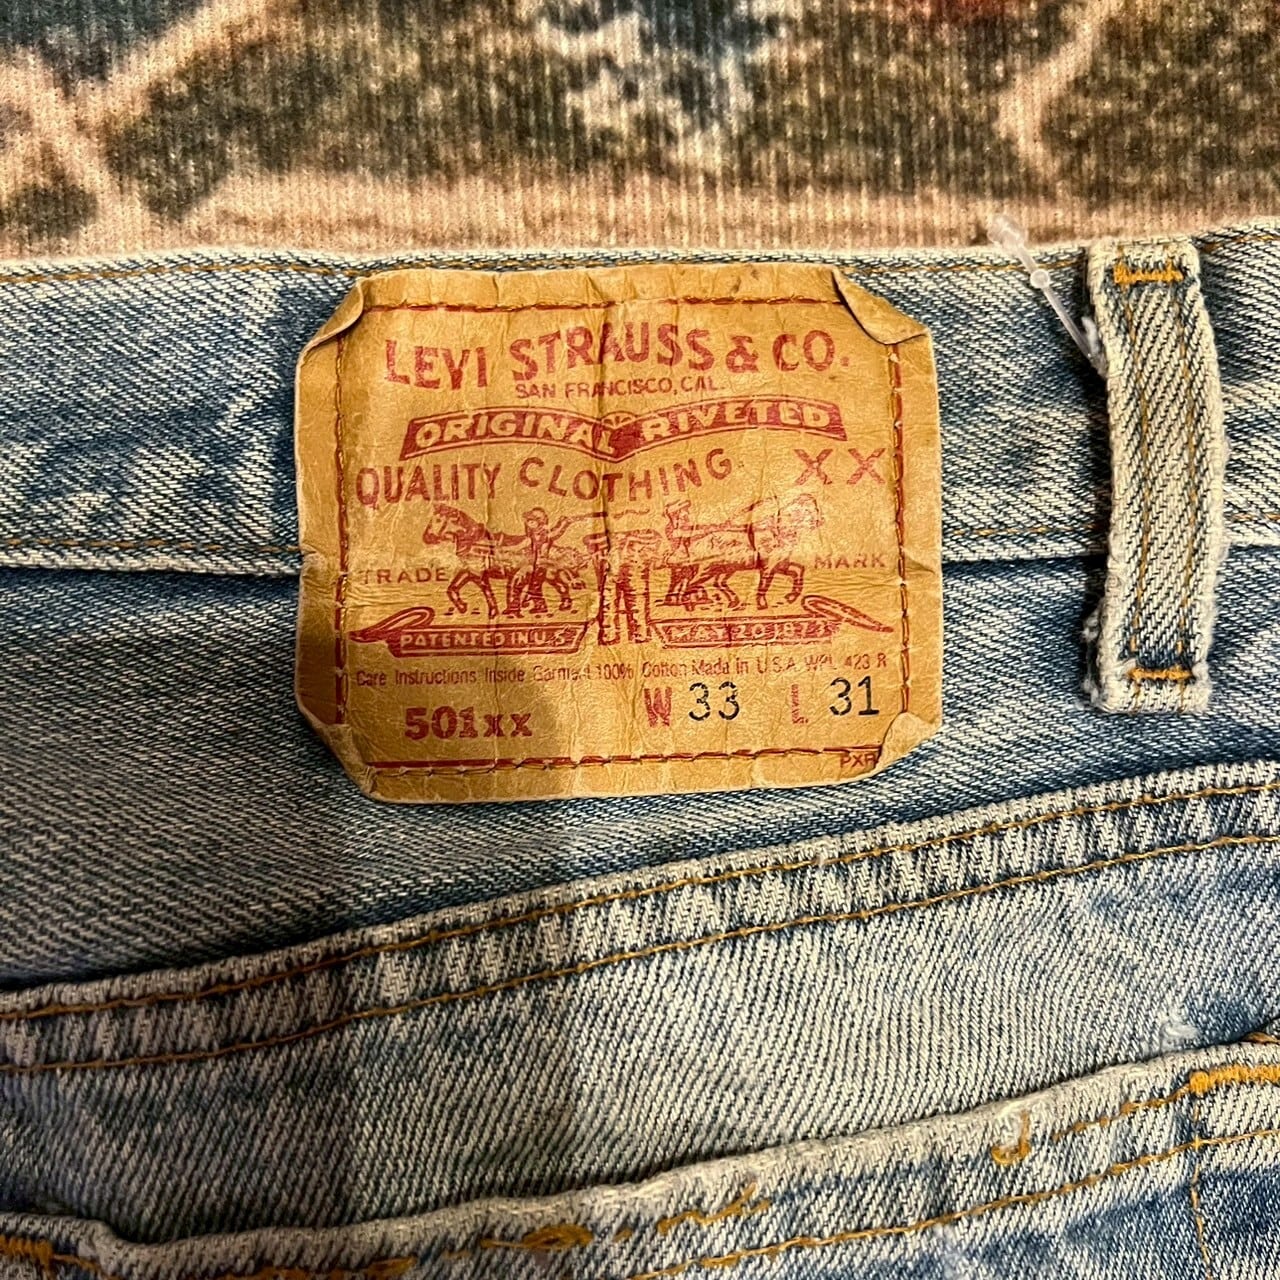 LEVI STRAUSS & CO.
SAN FRANCISCO, CAL.
ORIGINAL RIVETED
QUALITY CLOTHING XX
TRADE MARK
PATENTED IN U.S. MAY 20 1873
Care Instructions Inside Garment 100% Cotton Made in U.S.A. WPL 423 R
501xx W 33 L 31